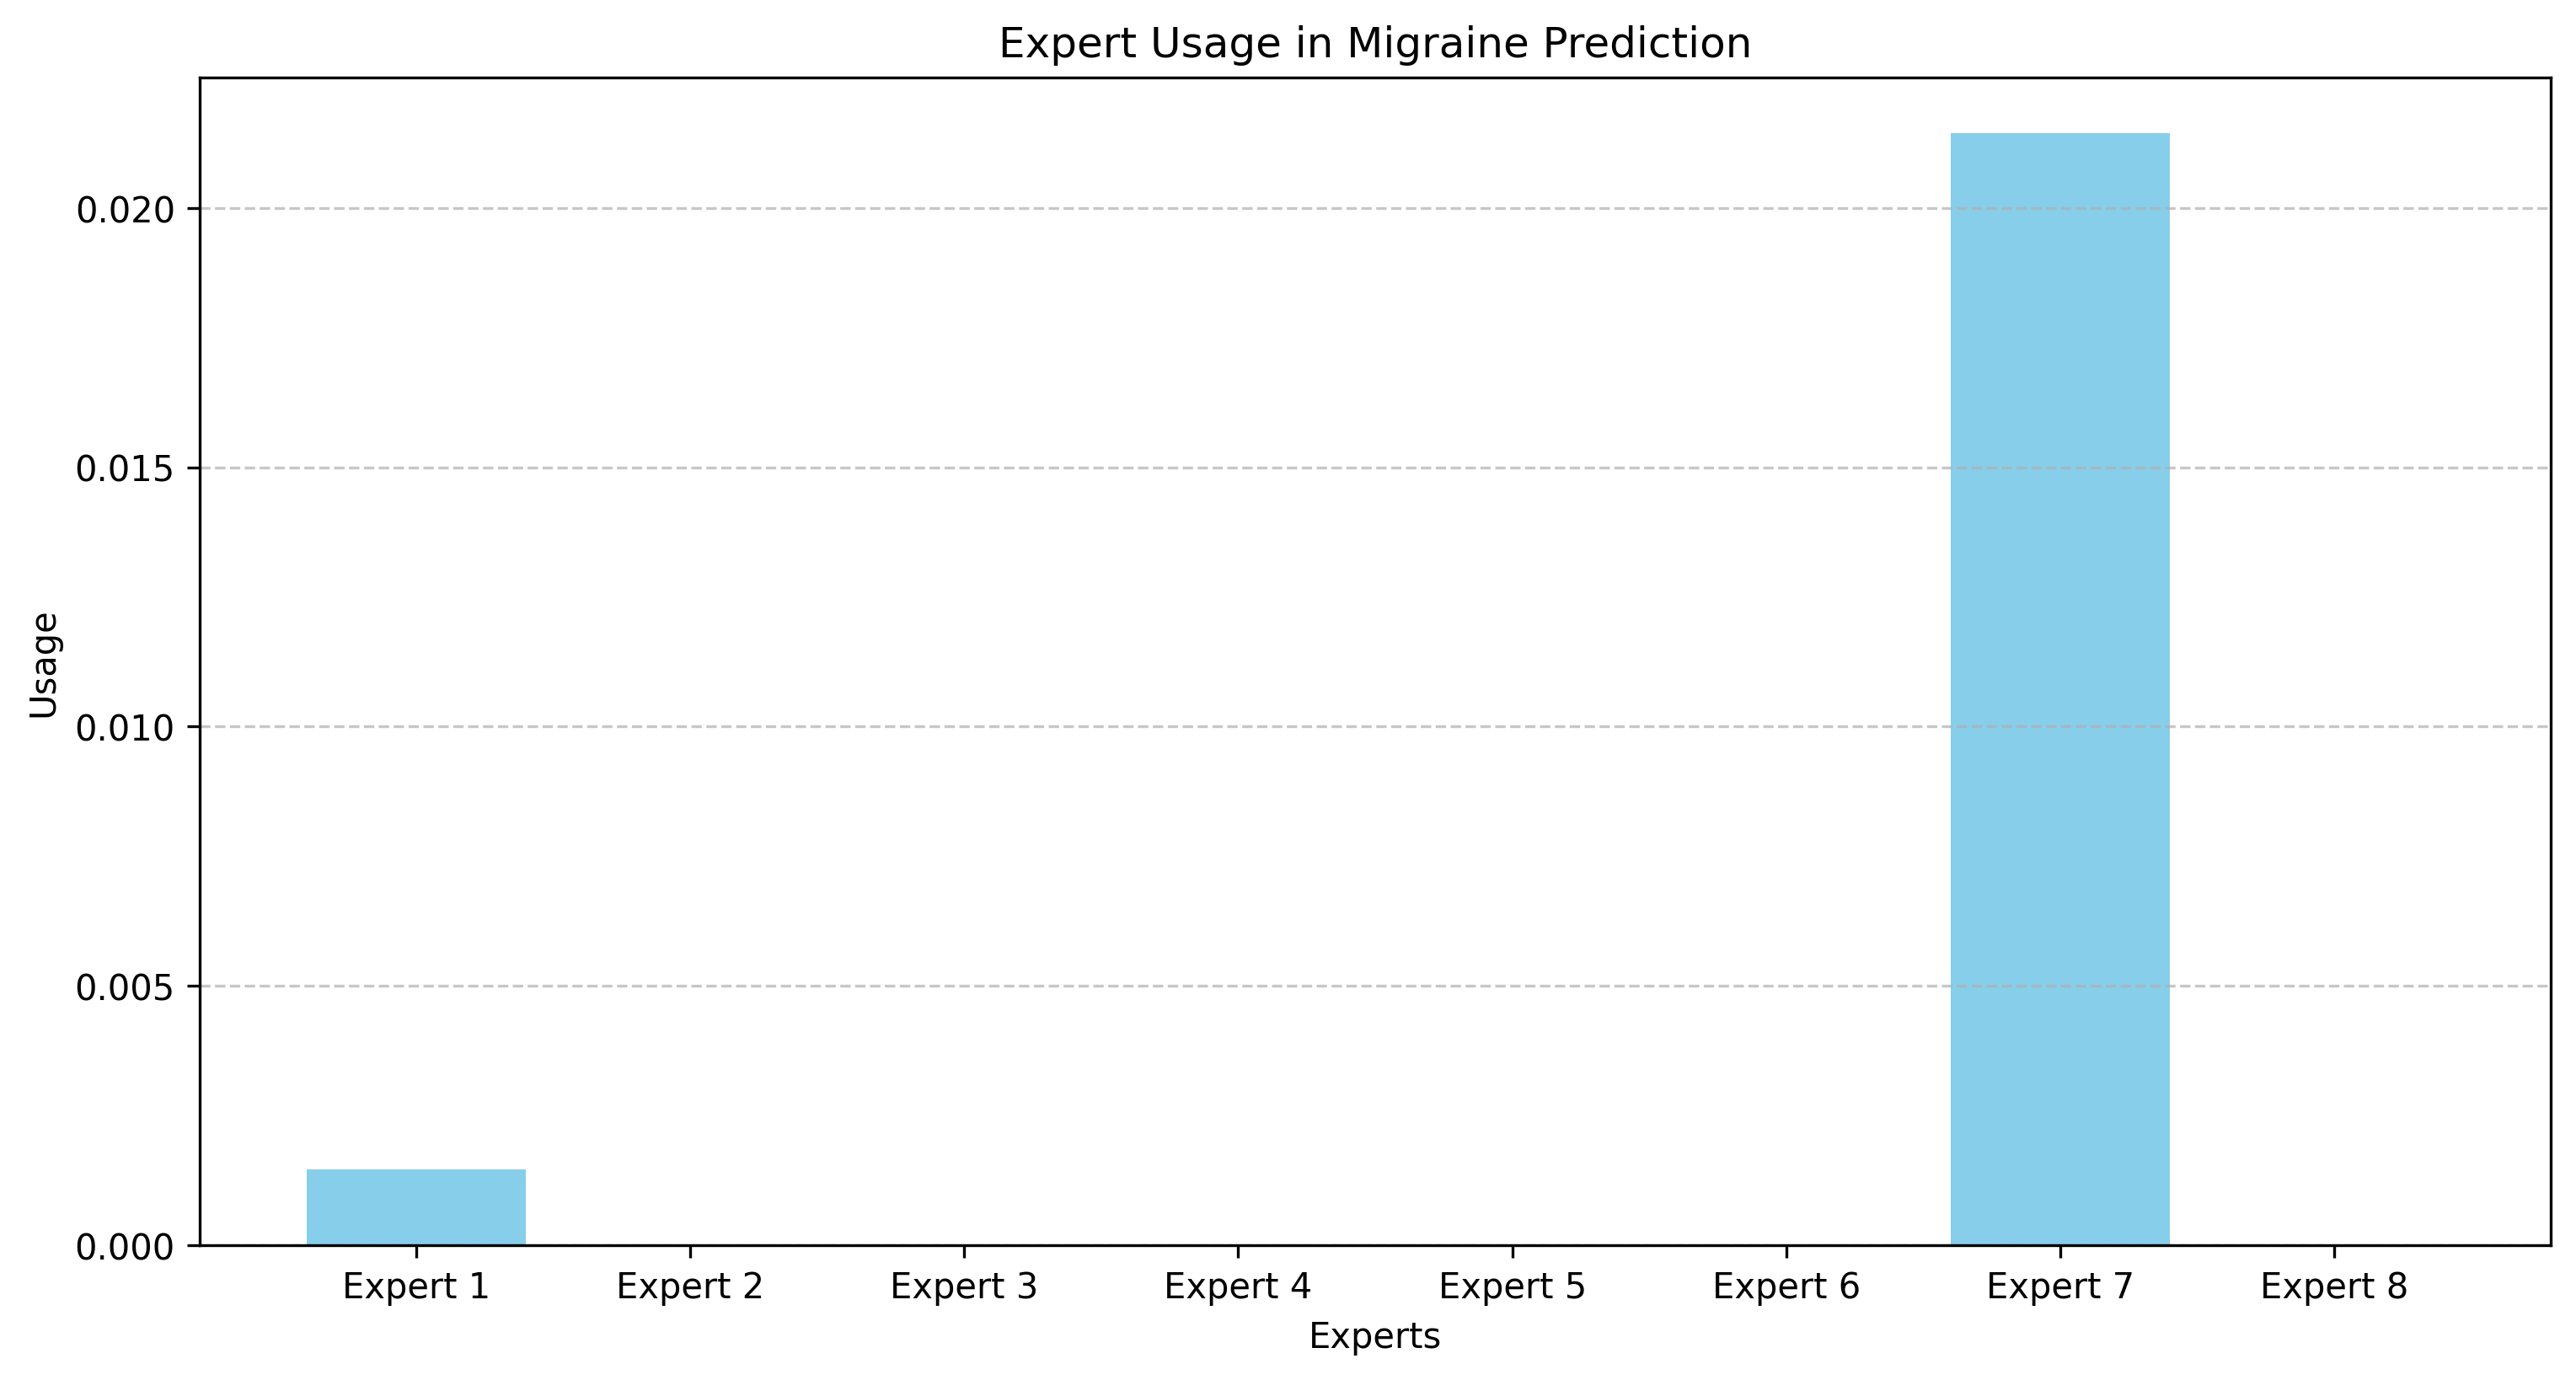 Expert Usage in Migraine Prediction
0.020
0.015
0.010
0.005
0.000
Usage
Expert 1 Expert 2 Expert 3 Expert 4 Expert 5 Expert 6 Expert 7 Expert 8
Experts